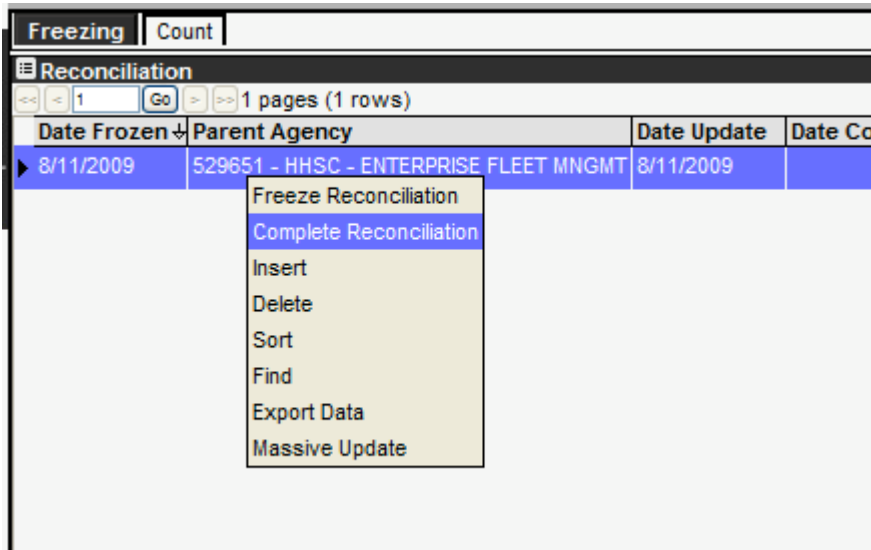 Freezing Count
Reconciliation
<< < 1 Go > >> 1 pages (1 rows)
Date Frozen Parent Agency Date Update Date Co
8/11/2009 529651 - HHSC - ENTERPRISE FLEET MNGMT 8/11/2009
Freeze Reconciliation
Complete Reconciliation
Insert
Delete
Sort
Find
Export Data
Massive Update